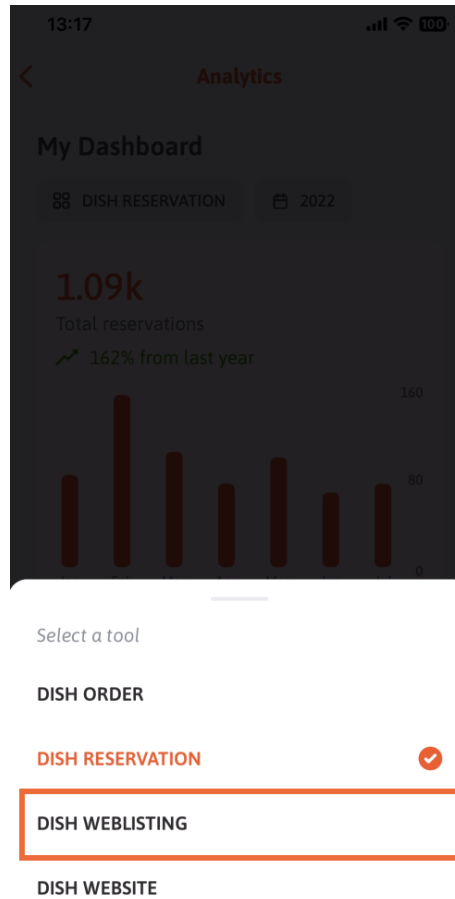 13:17
100
Analytics
My Dashboard
DISH RESERVATION
2022
1.09k
Total reservations
162% from last year
160
80
0
Select a tool
DISH ORDER
DISH RESERVATION
DISH WEBLISTING
DISH WEBSITE